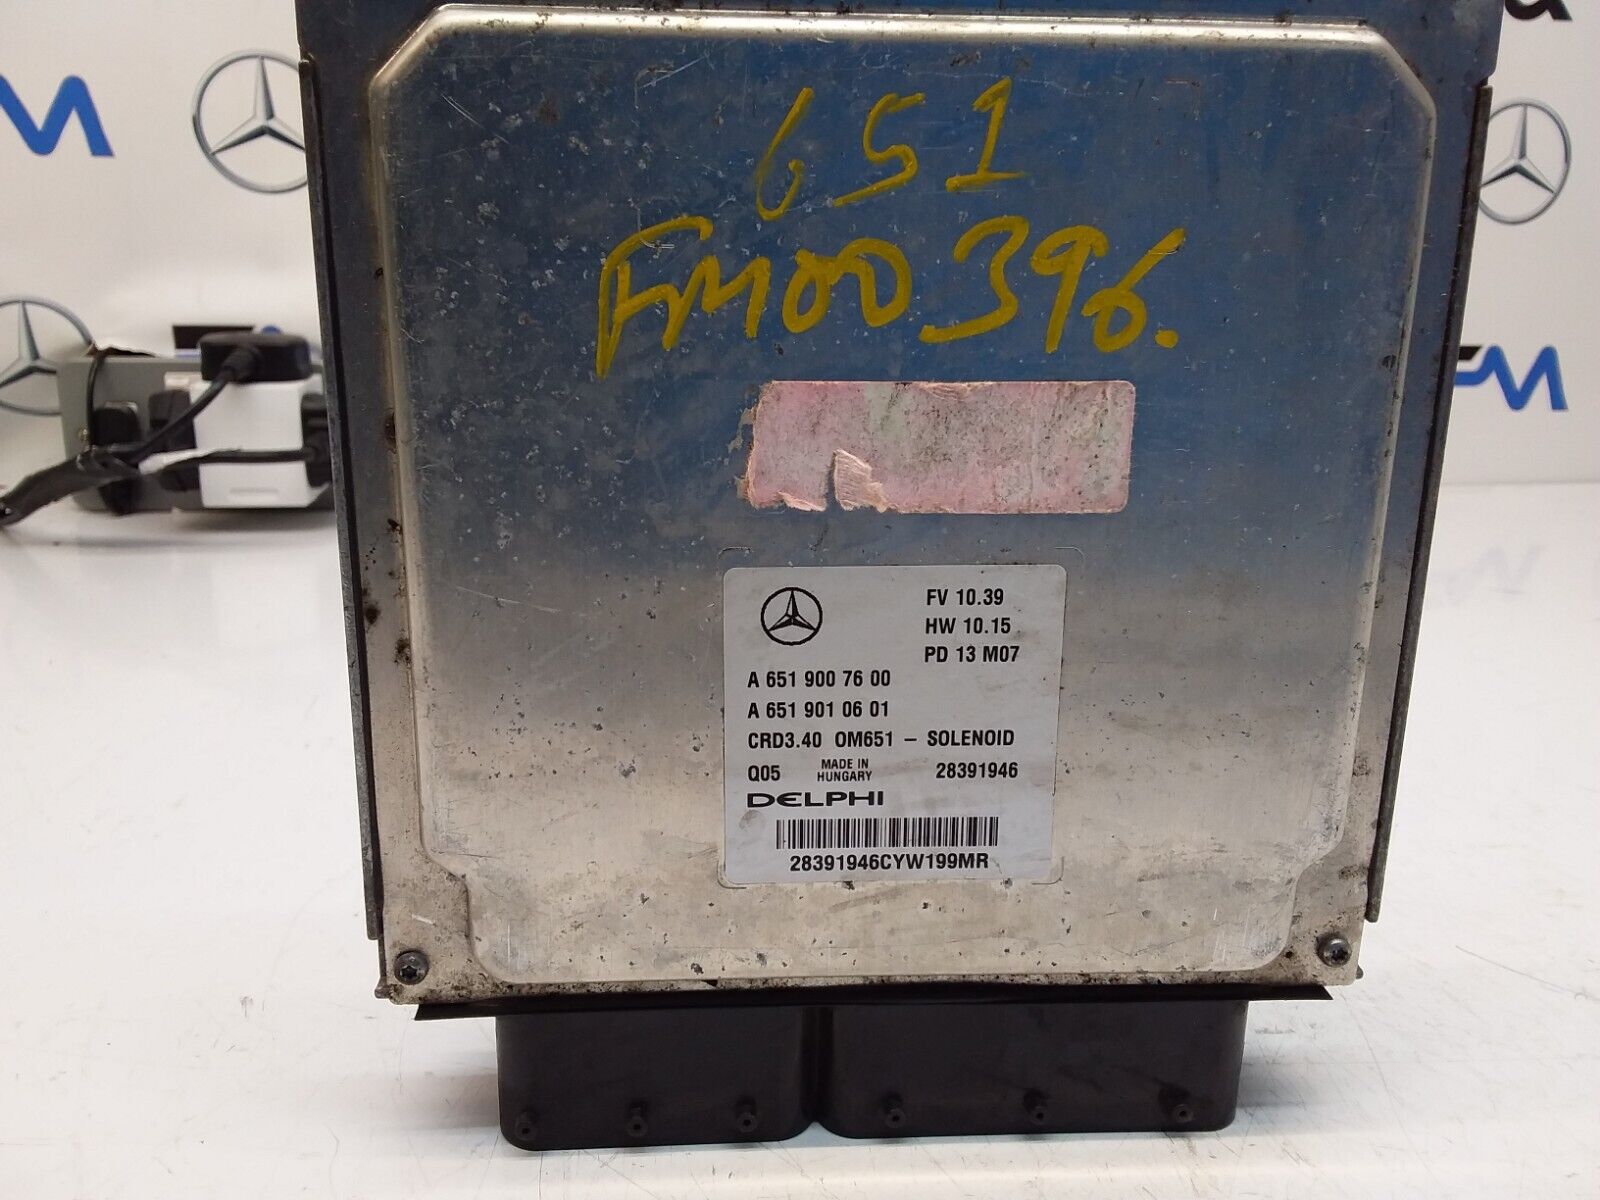 651
FM00396.
FV 10.39
HW 10.15
PD 13 M07
A 651 900 76 00
A 651 901 06 01
CRD3.40 OM651 – SOLENOID
Q05 MADE IN HUNGARY 28391946
DELPHI
28391946CYW199MR
M
FM